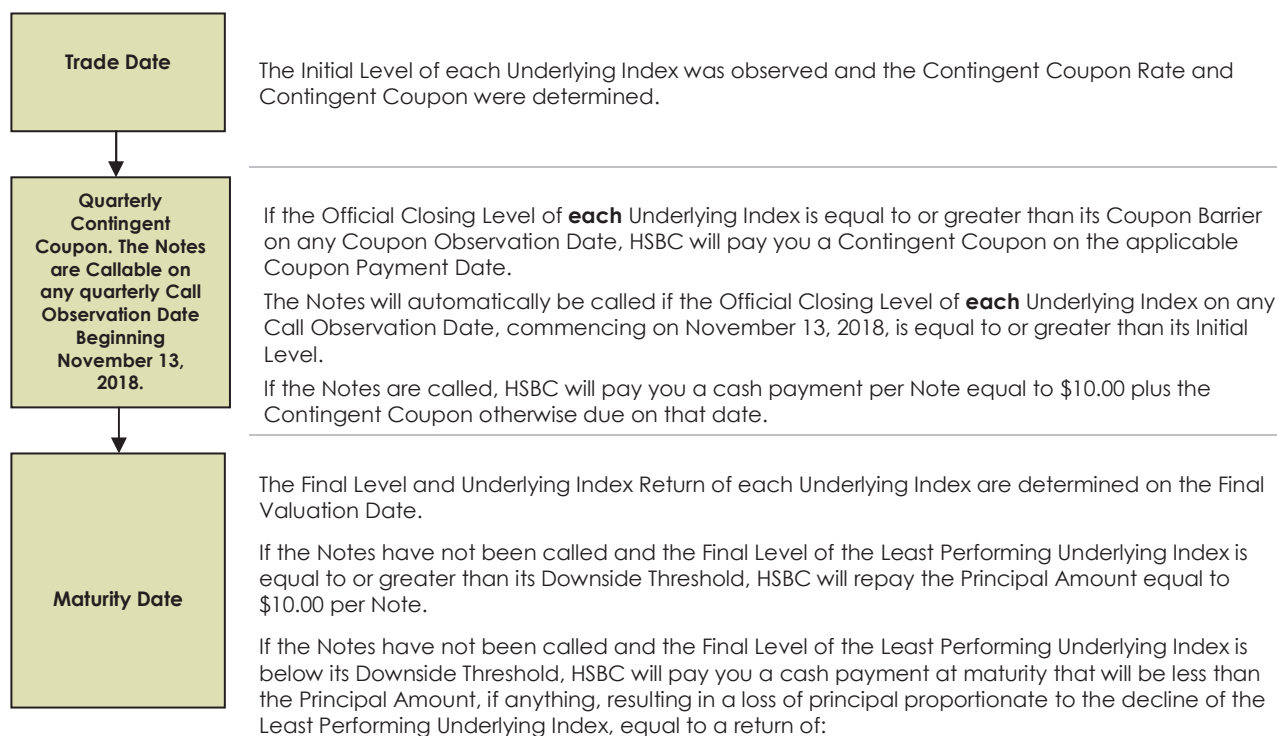 Trade Date
The Initial Level of each Underlying Index was observed and the Contingent Coupon Rate and
Contingent Coupon were determined.
Quarterly
Contingent
Coupon. The Notes
are Callable on
any quarterly Call
Observation Date
Beginning
November 13,
2018.
If the Official Closing Level of each Underlying Index is equal to or greater than its Coupon Barrier
on any Coupon Observation Date, HSBC will pay you a Contingent Coupon on the applicable
Coupon Payment Date.
The Notes will automatically be called if the Official Closing Level of each Underlying Index on any
Call Observation Date, commencing on November 13, 2018, is equal to or greater than its Initial
Level.
If the Notes are called, HSBC will pay you a cash payment per Note equal to $10.00 plus the
Contingent Coupon otherwise due on that date.
Maturity Date
The Final Level and Underlying Index Return of each Underlying Index are determined on the Final
Valuation Date.
If the Notes have not been called and the Final Level of the Least Performing Underlying Index is
equal to or greater than its Downside Threshold, HSBC will repay the Principal Amount equal to
$10.00 per Note.
If the Notes have not been called and the Final Level of the Least Performing Underlying Index is
below its Downside Threshold, HSBC will pay you a cash payment at maturity that will be less than
the Principal Amount, if anything, resulting in a loss of principal proportionate to the decline of the
Least Performing Underlying Index, equal to a return of: